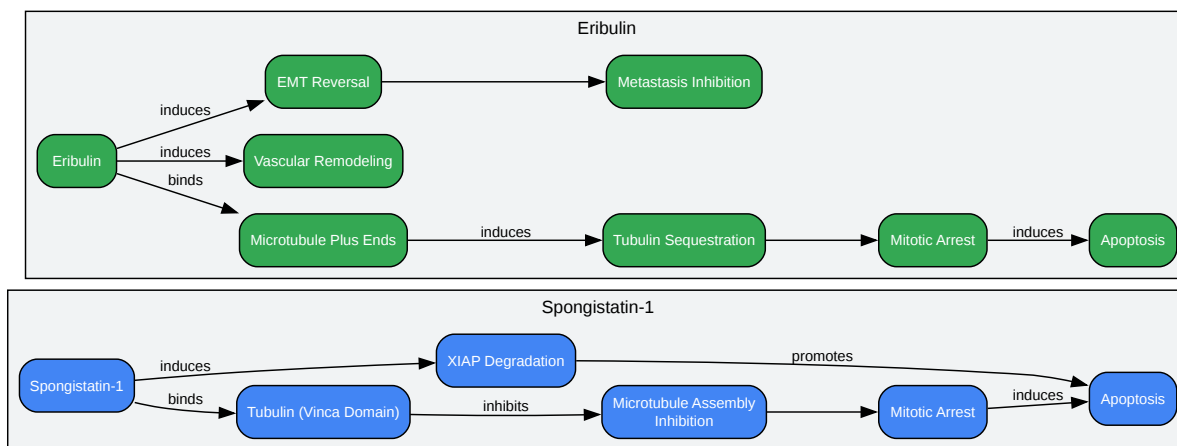 Eribulin
EMT Reversal
Metastasis Inhibition
induces
Eribulin
induces
Vascular Remodeling
binds
Microtubule Plus Ends
induces
Tubulin Sequestration
Mitotic Arrest
induces
Apoptosis
Spongistatin-1
Spongistatin-1
induces
XIAP Degradation
promotes
binds
Tubulin (Vinca Domain)
inhibits
Microtubule Assembly
Inhibition
Mitotic Arrest
induces
Apoptosis